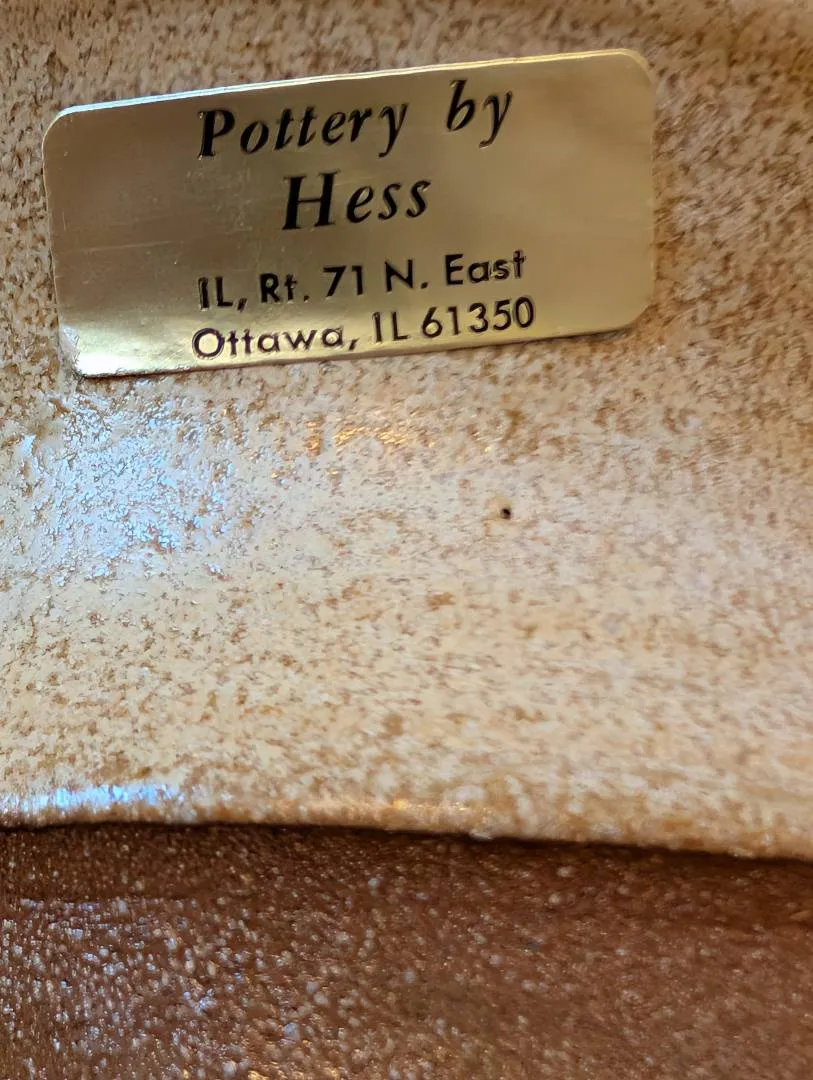 Pottery by
Hess
IL, Rt. 71 N. East
Ottawa, IL 61350